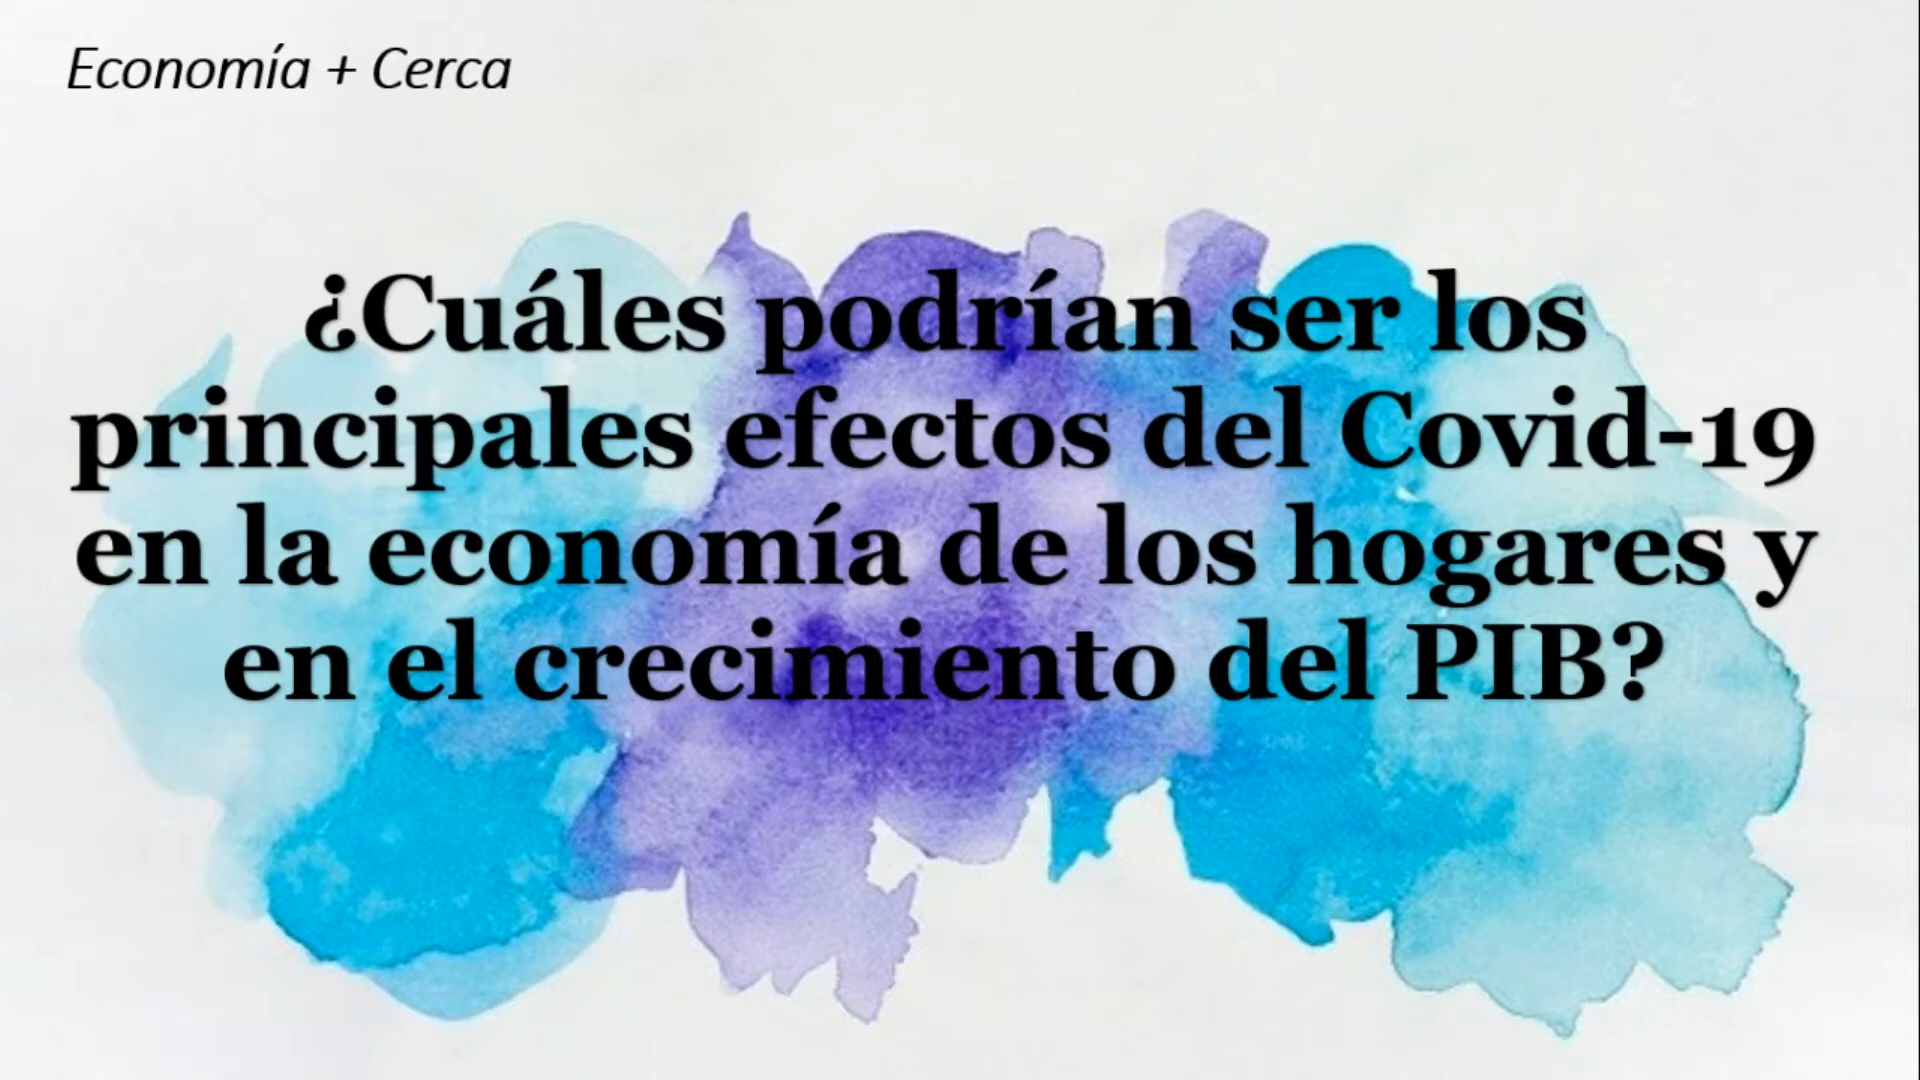 Economía + Cerca
¿Cuáles podrían ser los
principales efectos del Covid-19
en la economía de los hogares y
en el crecimiento del PIB?